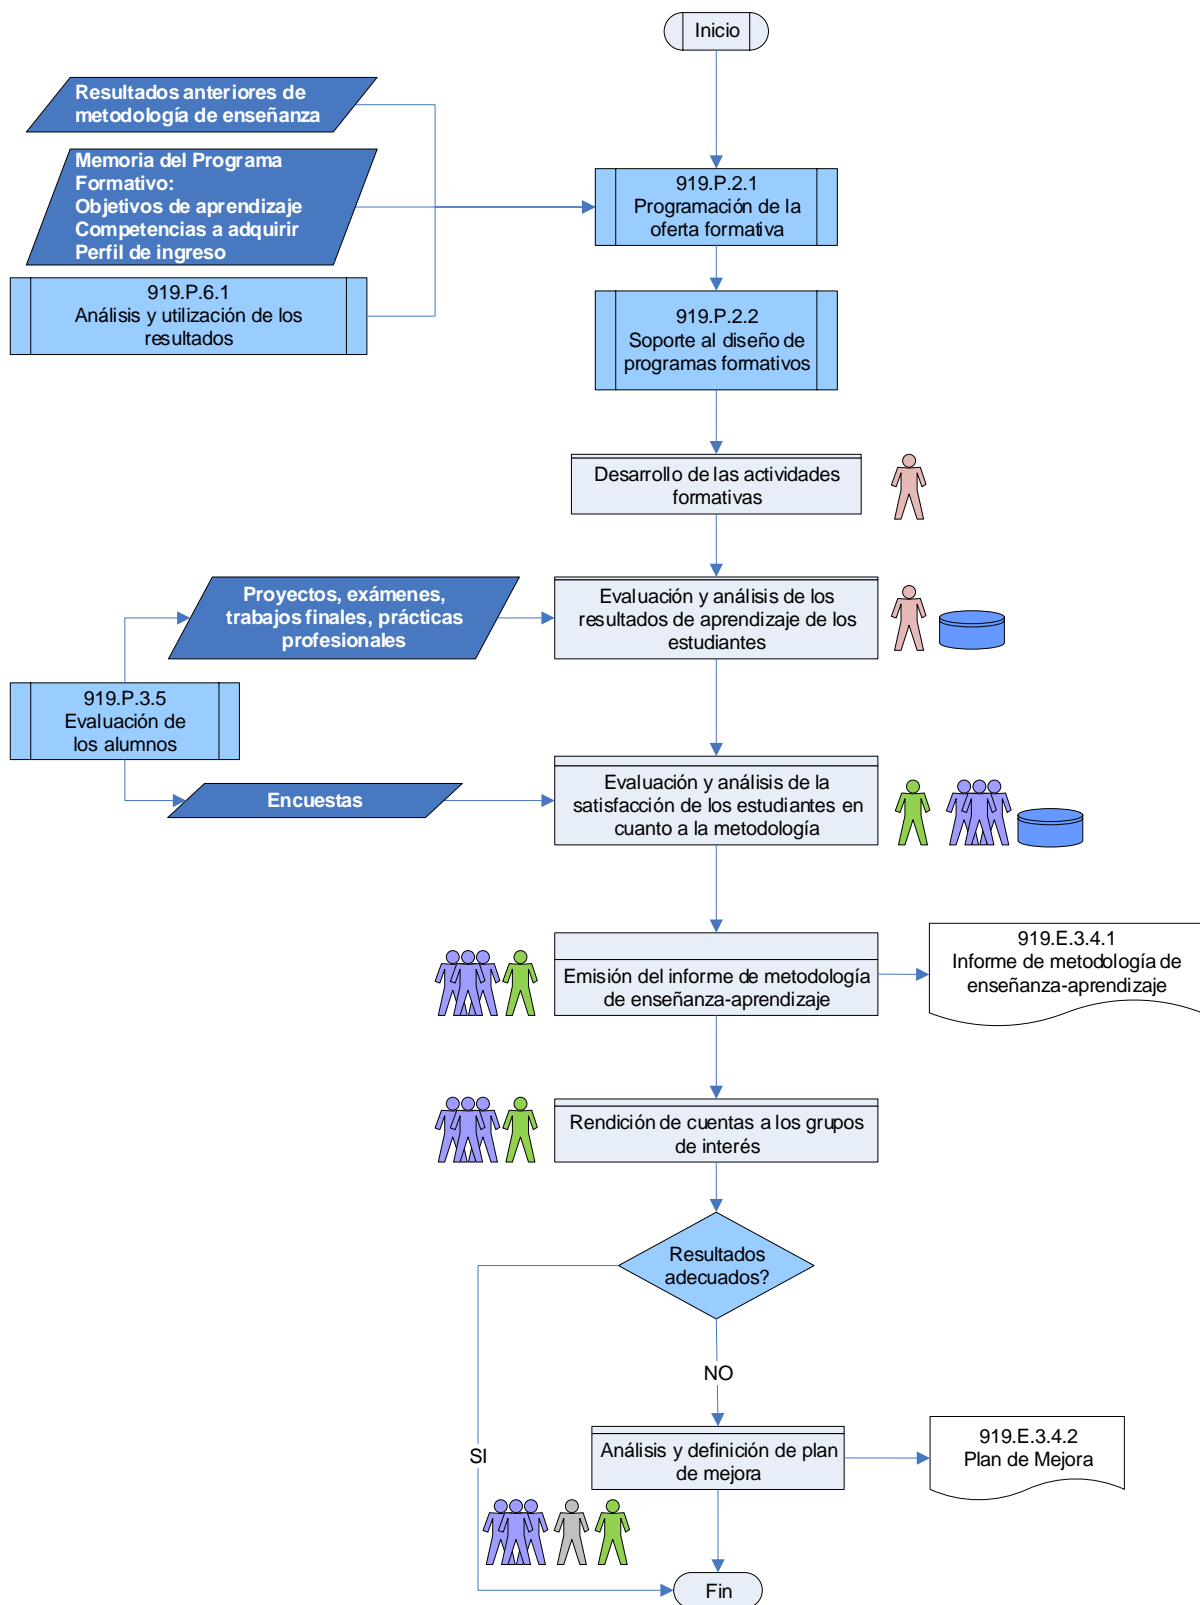 Inicio
Resultados anteriores de
metodología de enseñanza
Memoria del Programa
Formativo:
Objetivos de aprendizaje
Competencias a adquirir
Perfil de ingreso
919.P.6.1
Análisis y utilización de los
resultados
919.P.2.1
Programación de la
oferta formativa
919.P.2.2
Soporte al diseño de
programas formativos
Desarrollo de las actividades
formativas
Proyectos, exámenes,
trabajos finales, prácticas
profesionales
Evaluación y análisis de los
resultados de aprendizaje de los
estudiantes
919.P.3.5
Evaluación de
los alumnos
Encuestas
Evaluación y análisis de la
satisfacción de los estudiantes en
cuanto a la metodología
Emisión del informe de metodología
de enseñanza-aprendizaje
919.E.3.4.1
Informe de metodología de
enseñanza-aprendizaje
Rendición de cuentas a los grupos
de interés
Resultados
adecuados?
NO
SI
Análisis y definición de plan
de mejora
919.E.3.4.2
Plan de Mejora
Fin